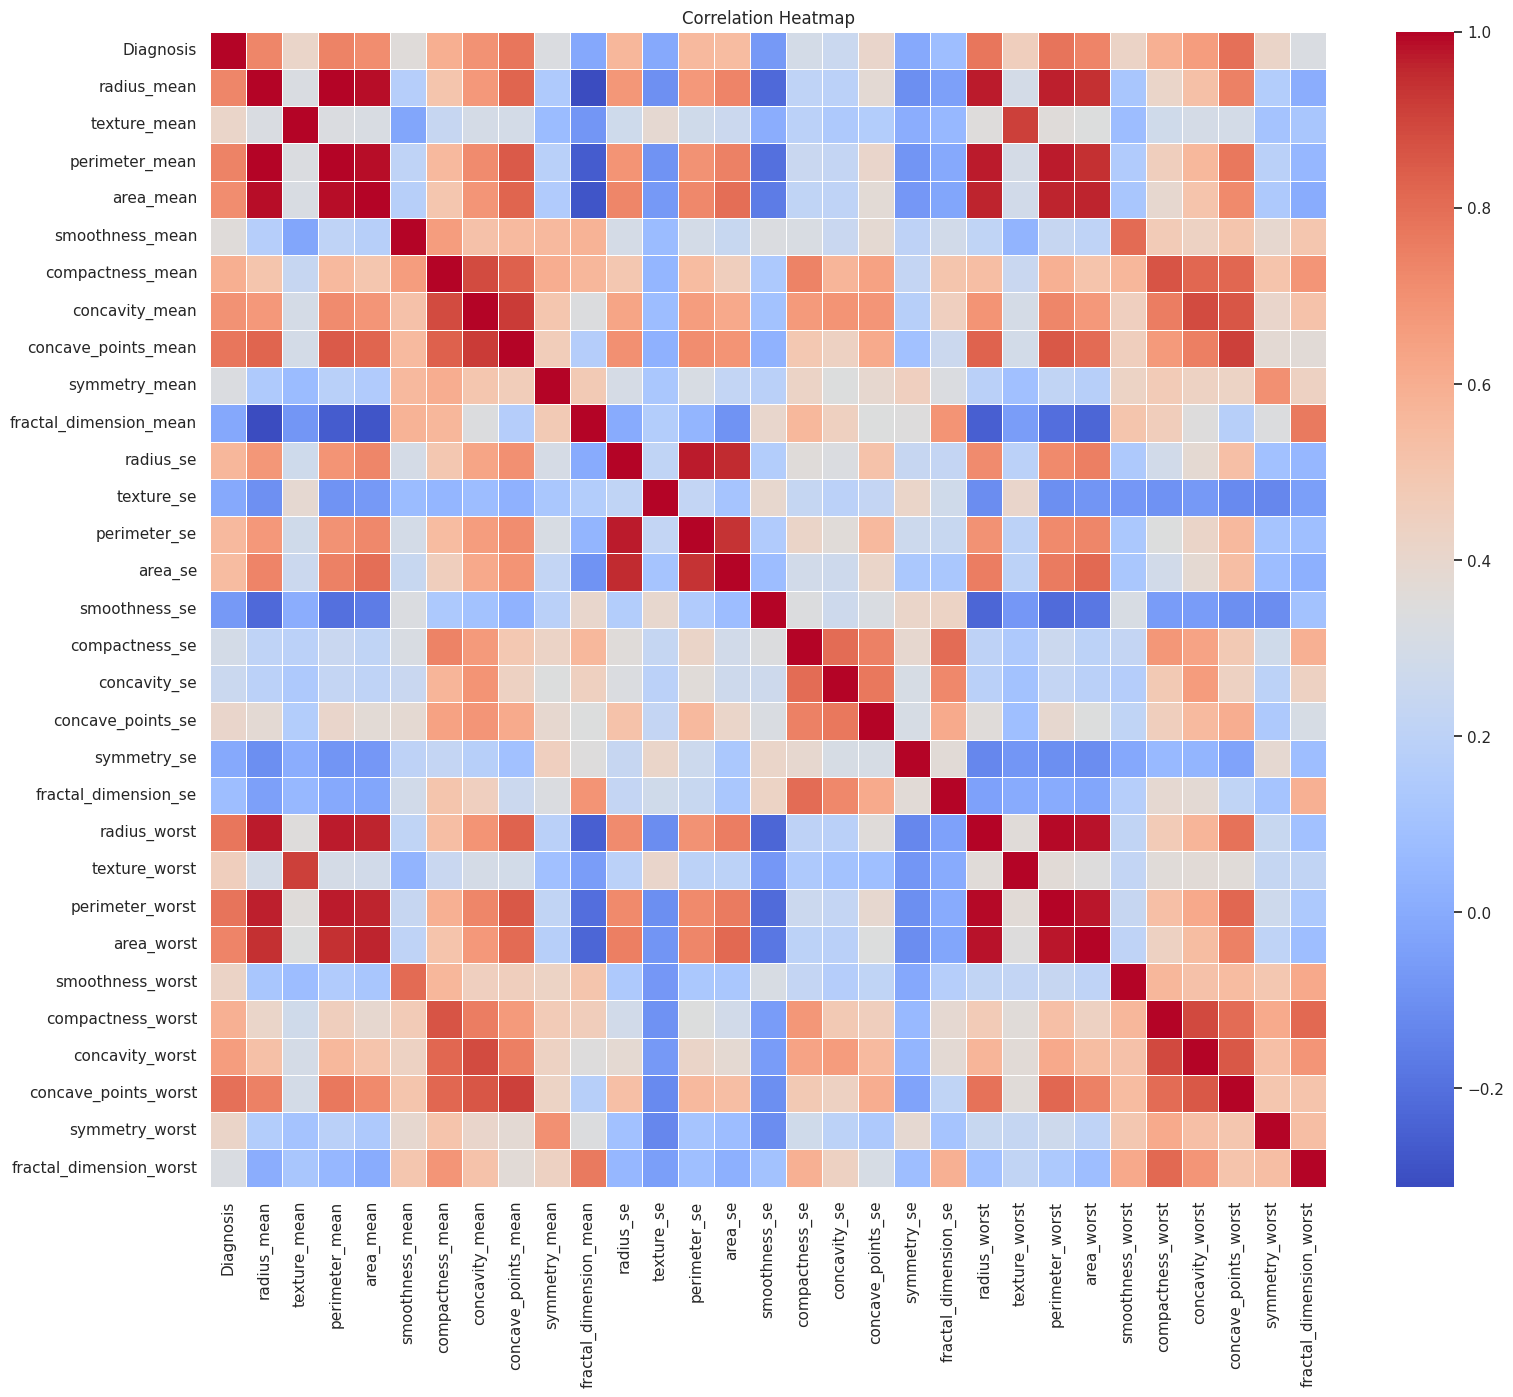 Correlation Heatmap
Diagnosis
radius_mean
texture_mean
perimeter_mean
area_mean
smoothness_mean
compactness_mean
concavity_mean
concave_points_mean
symmetry_mean
fractal_dimension_mean
radius_se
texture_se
perimeter_se
area_se
smoothness_se
compactness_se
concavity_se
concave_points_se
symmetry_se
fractal_dimension_se
radius_worst
texture_worst
perimeter_worst
area_worst
smoothness_worst
compactness_worst
concavity_worst
concave_points_worst
symmetry_worst
fractal_dimension_worst
Diagnosis
radius_mean
texture_mean
perimeter_mean
area_mean
smoothness_mean
compactness_mean
concavity_mean
concave_points_mean
symmetry_mean
fractal_dimension_mean
radius_se
texture_se
perimeter_se
area_se
smoothness_se
compactness_se
concavity_se
concave_points_se
symmetry_se
fractal_dimension_se
radius_worst
texture_worst
perimeter_worst
area_worst
smoothness_worst
compactness_worst
concavity_worst
concave_points_worst
symmetry_worst
fractal_dimension_worst
1.0
0.8
0.6
0.4
0.2
0.0
−0.2